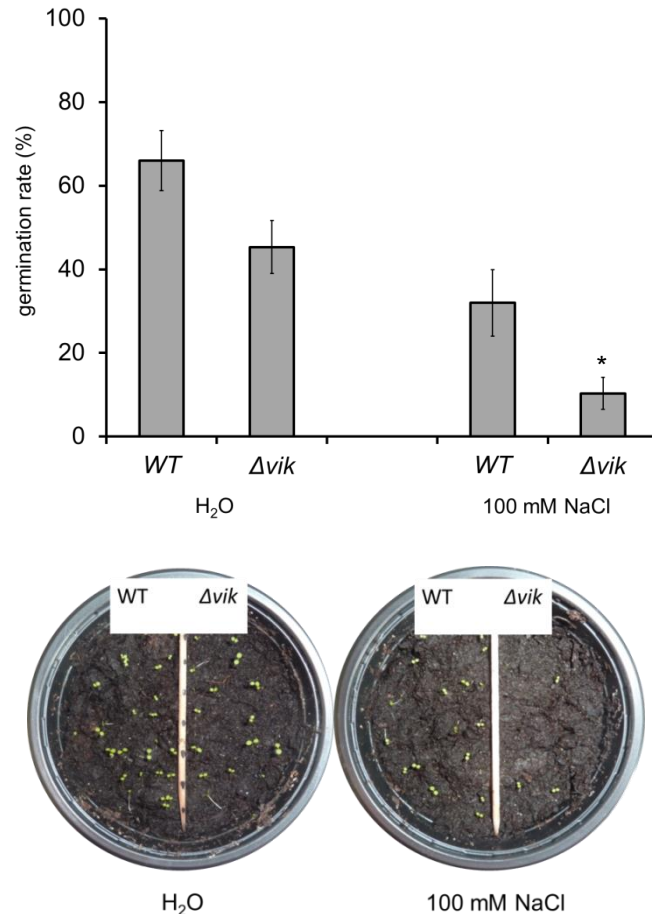 100
80
60
40
20
0
germination rate (%)
*
WT Δvik WT Δvik
H₂O 100 mM NaCl
WT Δvik WT Δvik
H₂O 100 mM NaCl